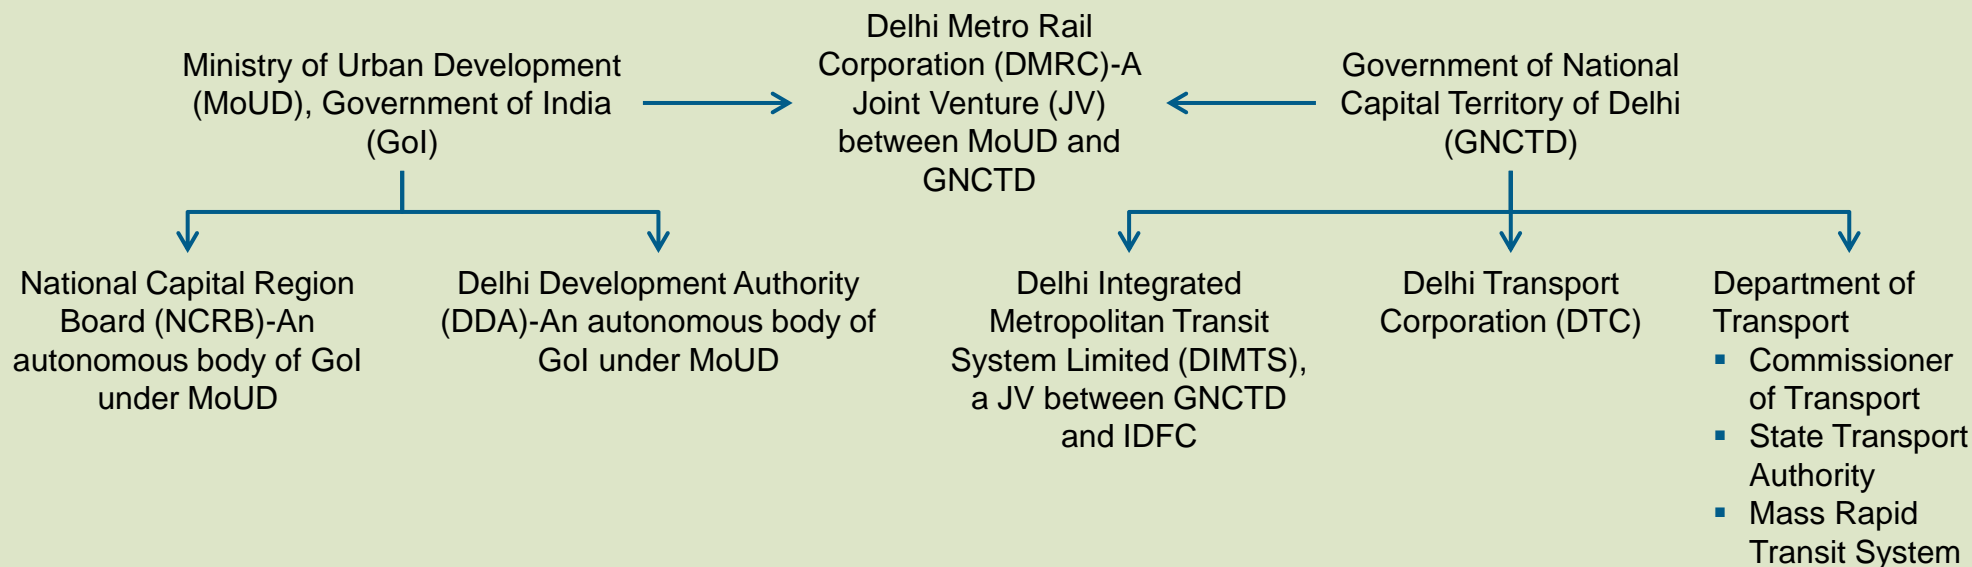 Ministry of Urban Development
(MoUD), Government of India
(GoI)
Delhi Metro Rail
Corporation (DMRC)-A
Joint Venture (JV)
between MoUD and
GNCTD
Government of National
Capital Territory of Delhi
(GNCTD)
National Capital Region
Board (NCRB)-An
autonomous body of GoI
under MoUD
Delhi Development Authority
(DDA)-An autonomous body of
GoI under MoUD
Delhi Integrated
Metropolitan Transit
System Limited (DIMTS),
a JV between GNCTD
and IDFC
Delhi Transport
Corporation (DTC)
Department of
Transport
▪ Commissioner
of Transport
▪ State Transport
Authority
▪ Mass Rapid
Transit System